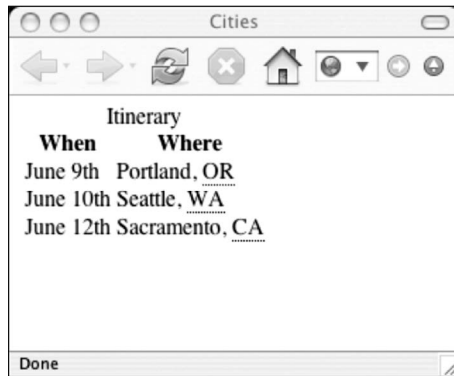 Cities
Itinerary
When Where
June 9th Portland, OR
June 10th Seattle, WA
June 12th Sacramento, CA
Done